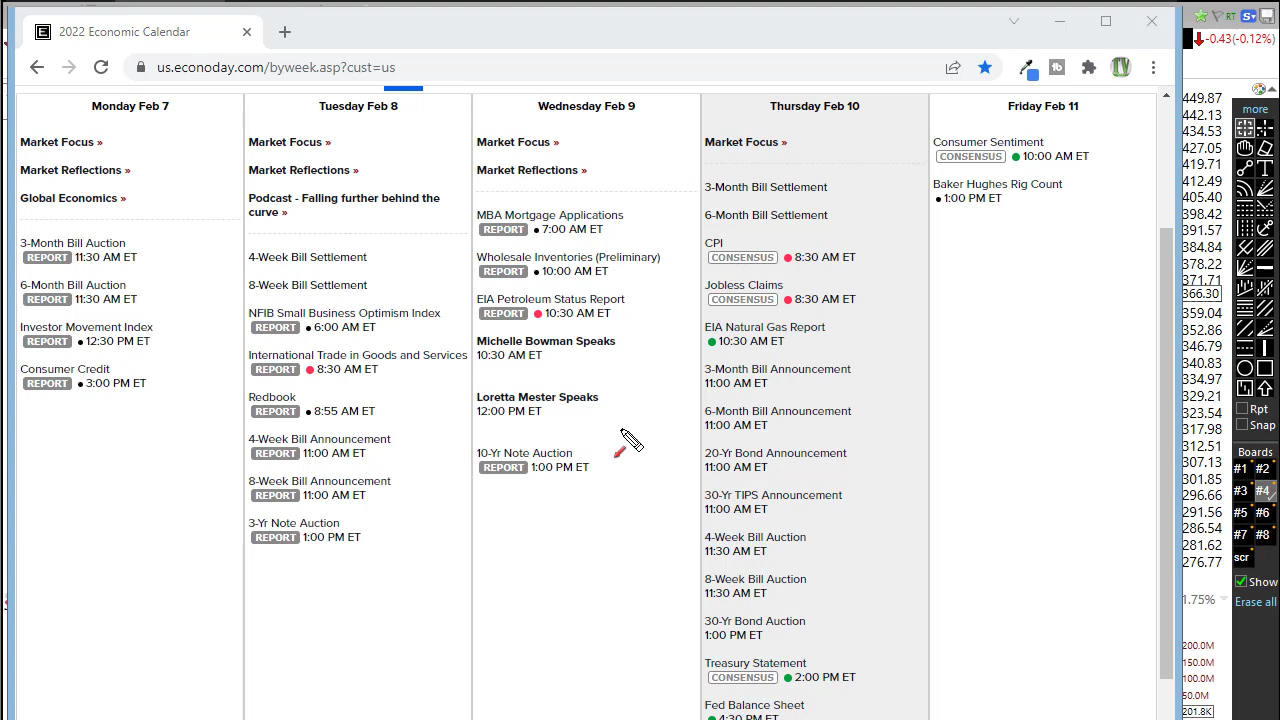 2022 Economic Calendar
us.econoday.com/byweek.asp?cust=us
Monday Feb 7
Market Focus »
Market Reflections »
Global Economics »
3-Month Bill Auction
REPORT • 11:30 AM ET
6-Month Bill Auction
REPORT 11:30 AM ET
Investor Movement Index
REPORT • 12:30 PM ET
Consumer Credit
REPORT • 3:00 PM ET
Tuesday Feb 8
Market Focus »
Market Reflections »
Podcast - Falling further behind the
curve »
4-Week Bill Settlement
8-Week Bill Settlement
NFIB Small Business Optimism Index
REPORT • 6:00 AM ET
International Trade in Goods and Services
REPORT • 8:30 AM ET
Redbook
REPORT • 8:55 AM ET
4-Week Bill Announcement
REPORT 11:00 AM ET
8-Week Bill Announcement
REPORT 11:00 AM ET
3-Yr Note Auction
REPORT 1:00 PM ET
Wednesday Feb 9
Market Focus »
Market Reflections »
MBA Mortgage Applications
REPORT • 7:00 AM ET
Wholesale Inventories (Preliminary)
REPORT • 10:00 AM ET
EIA Petroleum Status Report
REPORT • 10:30 AM ET
Michelle Bowman Speaks
10:30 AM ET
Loretta Mester Speaks
12:00 PM ET
10-Yr Note Auction
REPORT 1:00 PM ET
Thursday Feb 10
Market Focus »
3-Month Bill Settlement
6-Month Bill Settlement
CPI
CONSENSUS • 8:30 AM ET
Jobless Claims
CONSENSUS • 8:30 AM ET
EIA Natural Gas Report
• 10:30 AM ET
3-Month Bill Announcement
11:00 AM ET
6-Month Bill Announcement
11:00 AM ET
20-Yr Bond Announcement
11:00 AM ET
30-Yr TIPS Announcement
11:00 AM ET
4-Week Bill Auction
11:30 AM ET
8-Week Bill Auction
11:30 AM ET
30-Yr Bond Auction
1:00 PM ET
Treasury Statement
CONSENSUS • 2:00 PM ET
Fed Balance Sheet
• 4:30 PM ET
Friday Feb 11
Consumer Sentiment
CONSENSUS • 10:00 AM ET
Baker Hughes Rig Count
• 1:00 PM ET
RT
-0.43(-0.12%)
449.87
442.13
434.53
427.05
419.71
412.49
405.40
398.42
391.57
384.84
378.22
371.71
366.30
359.04
352.86
346.79
340.83
334.97
329.21
323.54
317.98
312.51
307.13
301.85
296.66
291.56
286.54
281.62
276.77
1.75%
200.0M
150.0M
100.0M
50.0M
201.8K
more
Rpt
Snap
Boards
#1 #2
#3 #4
#5 #6
#7 #8
scr
Show
Erase all